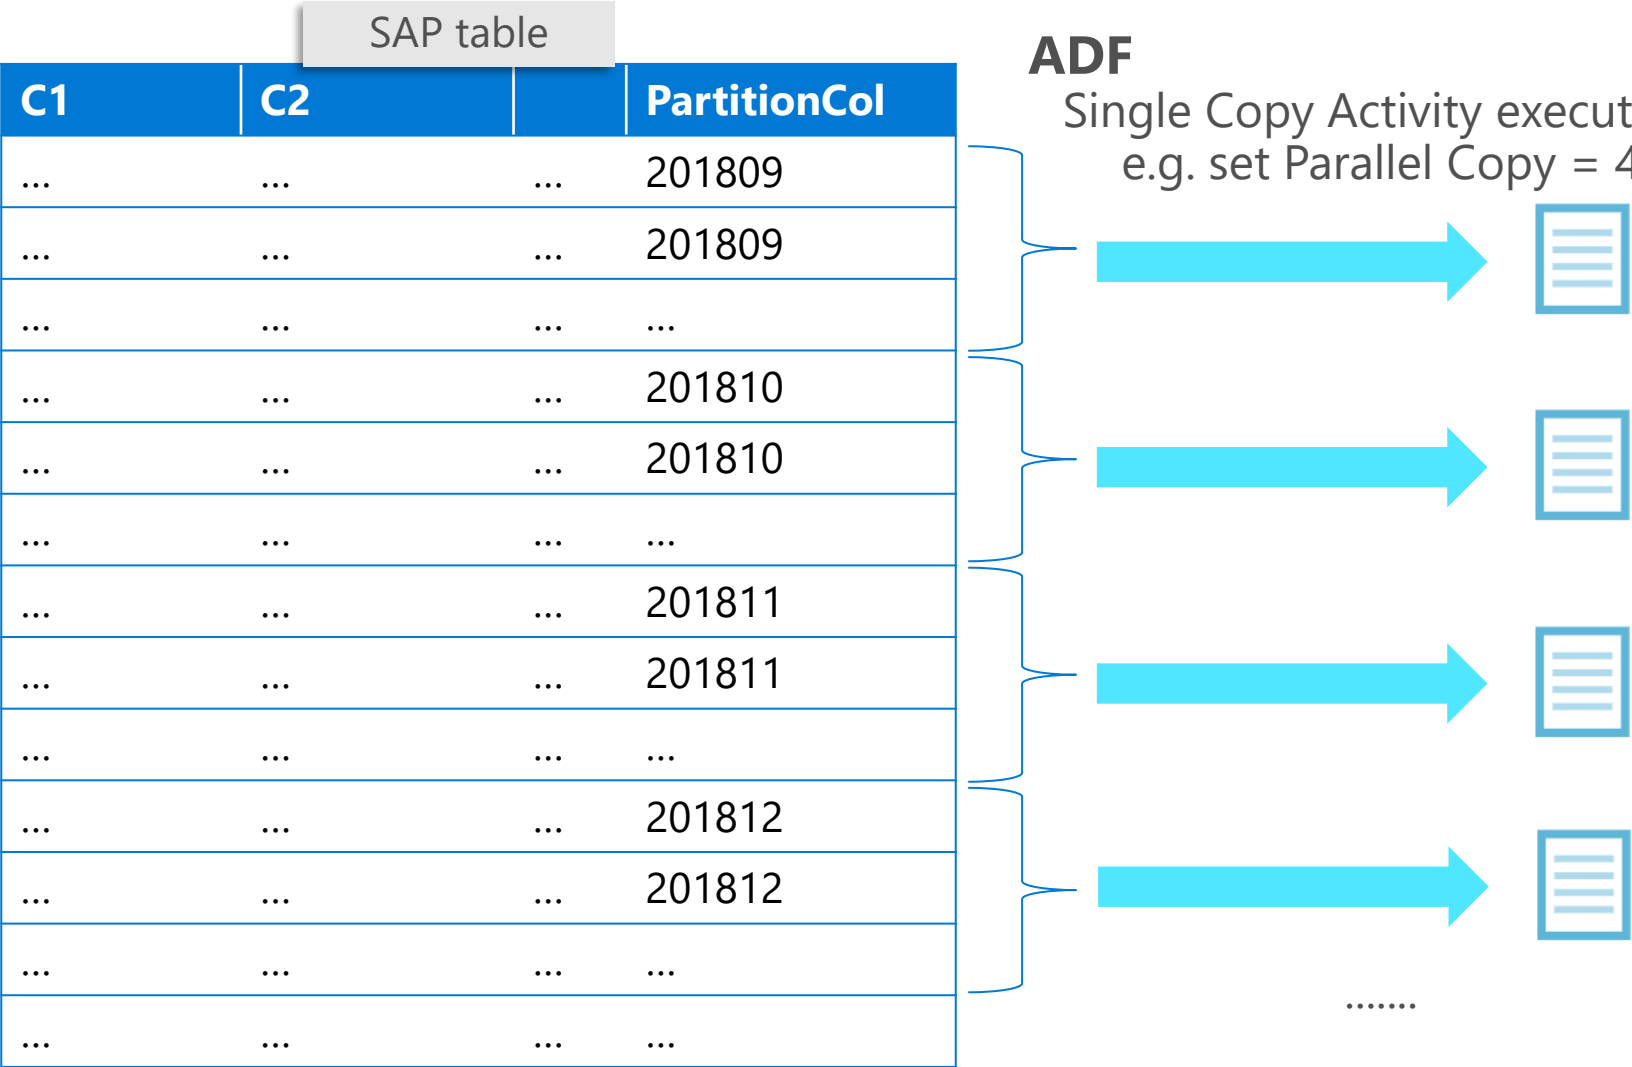 SAP table
ADF
Single Copy Activity execut
e.g. set Parallel Copy = 4
C1 C2 PartitionCol
... ... ... 201809
... ... ... 201809
... ... ... ...
... ... ... 201810
... ... ... 201810
... ... ... ...
... ... ... 201811
... ... ... 201811
... ... ... ...
... ... ... 201812
... ... ... 201812
... ... ... ...
... ... ... ...
.......